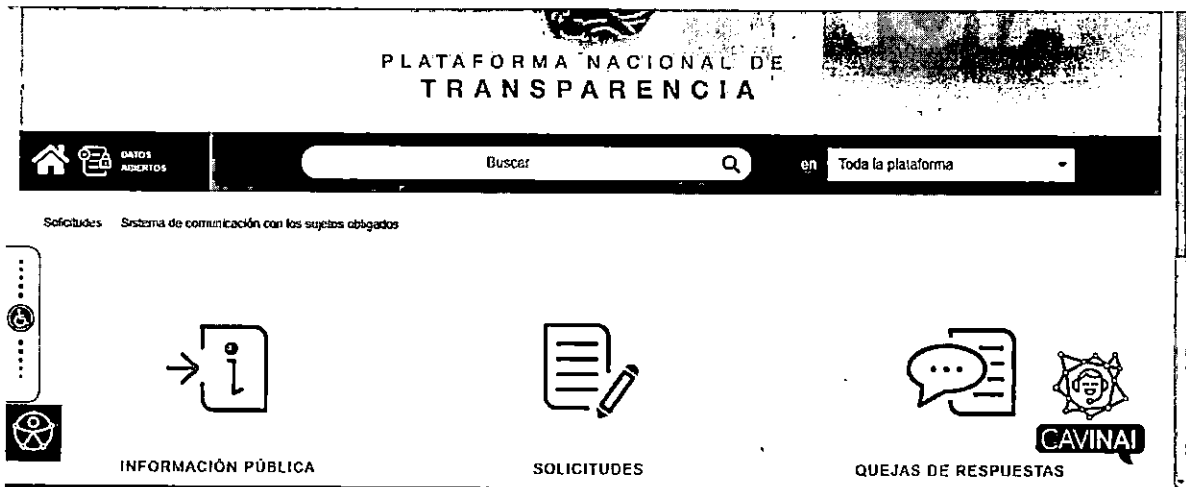 PLATAFORMA NACIONAL DE
TRANSPARENCIA
DATOS
ABIERTOS
Buscar
en
Toda la plataforma
Solicitudes
Sistema de comunicación con los sujetos obligados
INFORMACIÓN PÚBLICA
SOLICITUDES
QUEJAS DE RESPUESTAS
CAVINAI